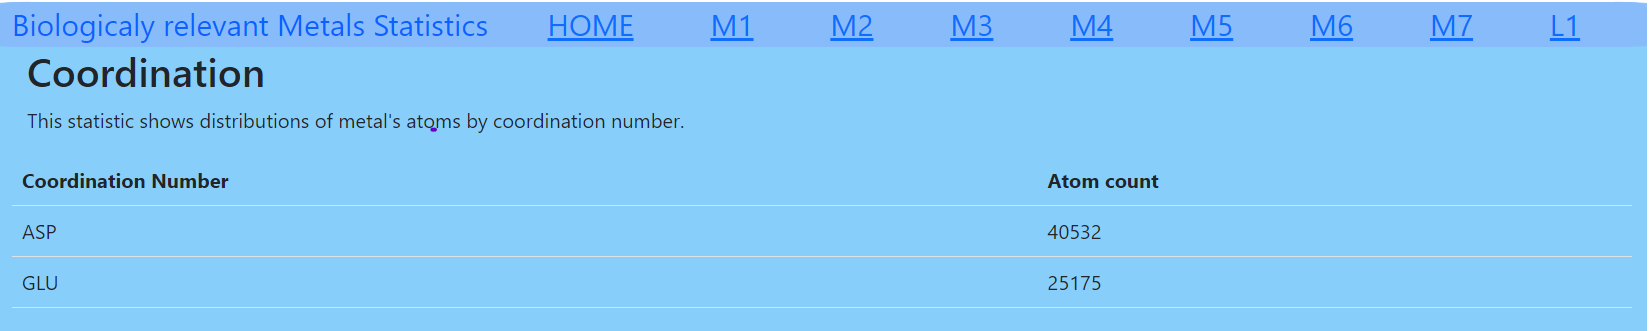 Biologicaly relevant Metals Statistics HOME M1 M2 M3 M4 M5 M6 M7 L1
Coordination
This statistic shows distributions of metal's atoms by coordination number.
Coordination Number Atom count
ASP 40532
GLU 25175